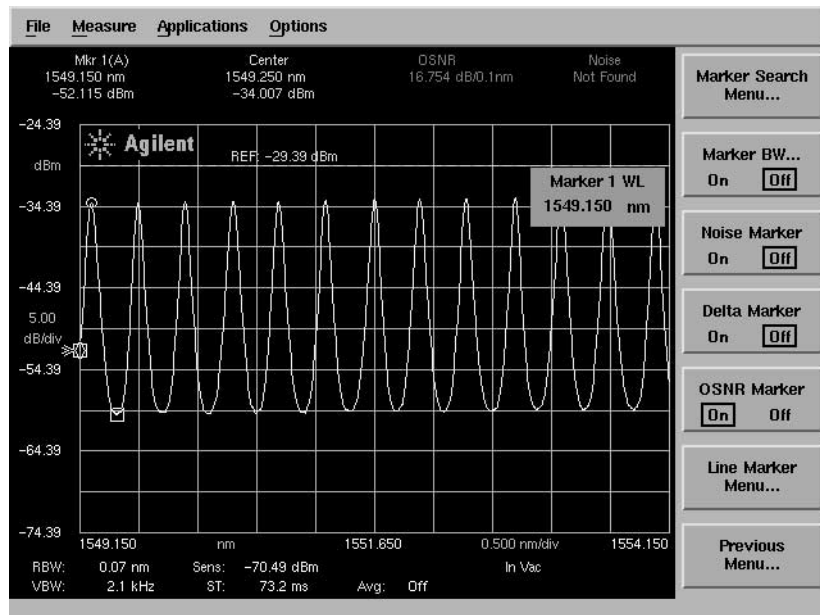 File Measure Applications Options
Mkr 1(A) Center OSNR Noise
1549.150 nm 1549.250 nm 16.754 dB/0.1nm Not Found
−52.115 dBm −34.007 dBm
−24.39
Agilent
dBm
REF: −29.39 dBm
Marker 1 WL
1549.150 nm
−34.39
−44.39
5.00
dB/div
−54.39
−64.39
−74.39
1549.150 nm 1551.650 0.500 nm/div 1554.150
RBW: 0.07 nm Sens: −70.49 dBm In Vac
VBW: 2.1 kHz ST: 73.2 ms Avg: Off
Marker Search
Menu...
Marker BW...
On Off
Noise Marker
On Off
Delta Marker
On Off
OSNR Marker
On Off
Line Marker
Menu...
Previous
Menu...